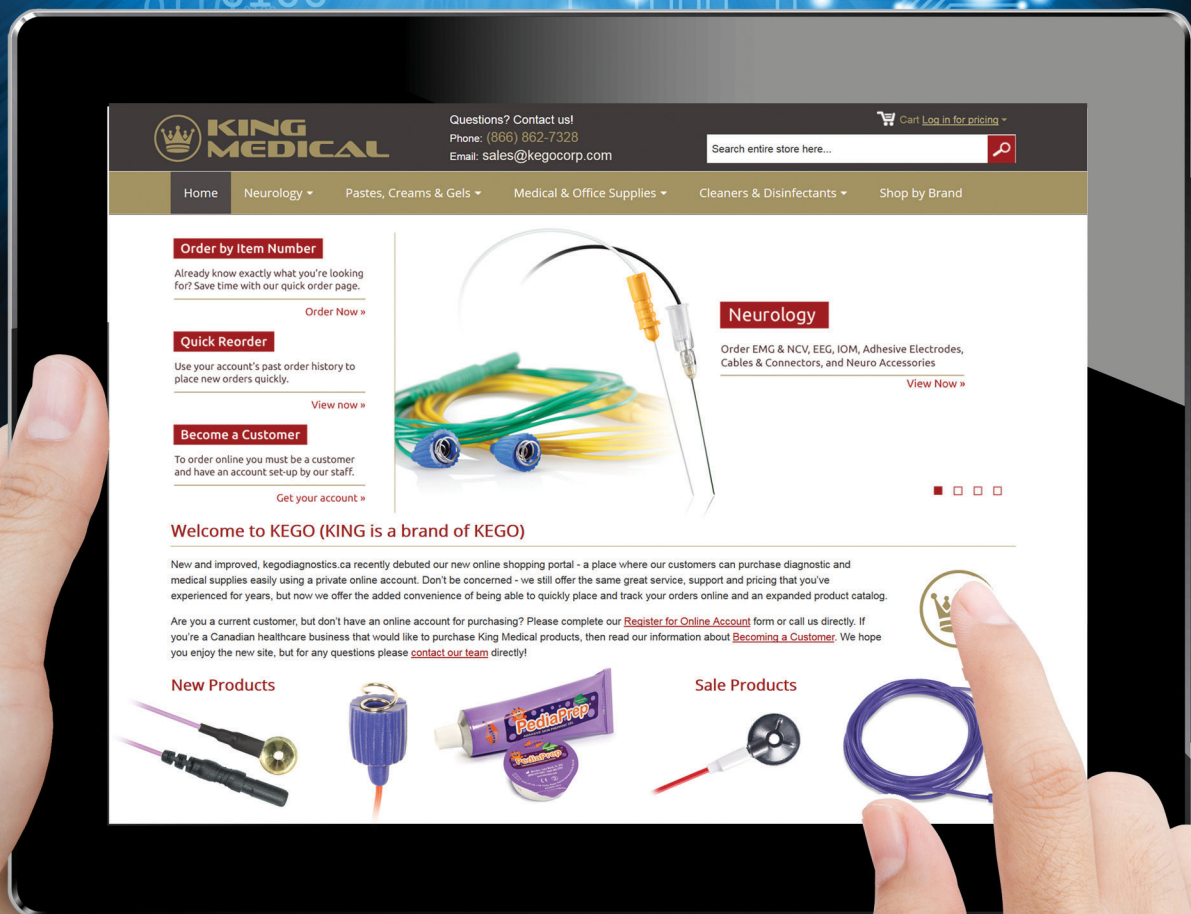 KING
MEDICAL
Questions? Contact us!
Phone: (866) 862-7328
Email: sales@kegocorp.com
Cart Log in for pricing
Search entire store here...
Home
Neurology
Pastes, Creams & Gels
Medical & Office Supplies
Cleaners & Disinfectants
Shop by Brand
Order by Item Number
Already know exactly what you're looking
for? Save time with our quick order page.
Order Now »
Quick Reorder
Use your account's past order history to
place new orders quickly.
View now »
Become a Customer
To order online you must be a customer
and have an account set-up by our staff.
Get your account »
Neurology
Order EMG & NCV, EEG, IOM, Adhesive Electrodes,
Cables & Connectors, and Neuro Accessories
View Now »
Welcome to KEGO (KING is a brand of KEGO)
New and improved, kegodiagnostics.ca recently debuted our new online shopping portal - a place where our customers can purchase diagnostic and
medical supplies easily using a private online account. Don't be concerned - we still offer the same great service, support and pricing that you've
experienced for years, but now we offer the added convenience of being able to quickly place and track your orders online and an expanded product catalog.
Are you a current customer, but don't have an online account for purchasing? Please complete our Register for Online Account form or call us directly. If
you're a Canadian healthcare business that would like to purchase King Medical products, then read our information about Becoming a Customer. We hope
you enjoy the new site, but for any questions please contact our team directly!
New Products
Sale Products
PediaPrep
PediaPrep